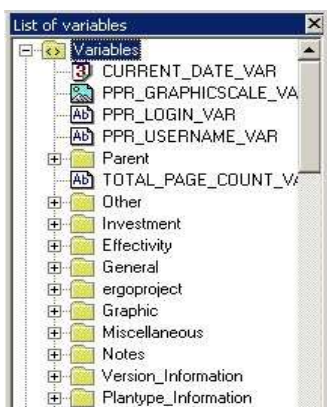 List of variables
Variables
CURRENT_DATE_VAR
PPR_GRAPHICSCALE_VA
PPR_LOGIN_VAR
PPR_USERNAME_VAR
Parent
TOTAL_PAGE_COUNT_VA
Other
Investment
Effectivity
General
ergoproject
Graphic
Miscellaneous
Notes
Version_Information
Plantype_Information